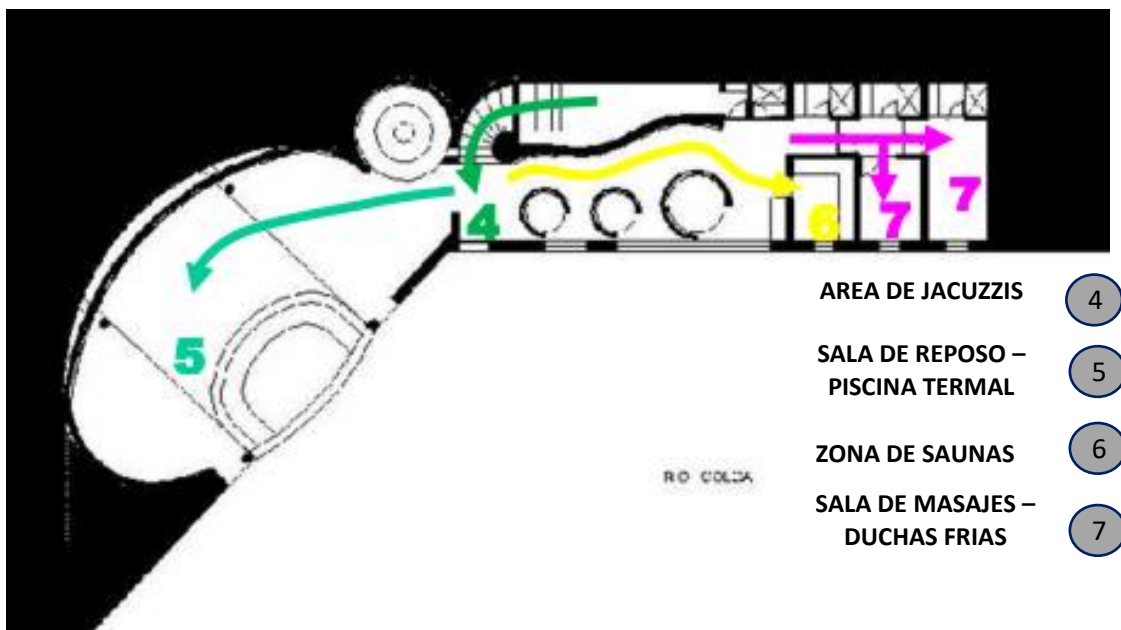 4
6
7
7
5
AREA DE JACUZZIS
4
SALA DE REPOSO –
PISCINA TERMAL
5
ZONA DE SAUNAS
6
SALA DE MASAJES –
DUCHAS FRIAS
7
RIO